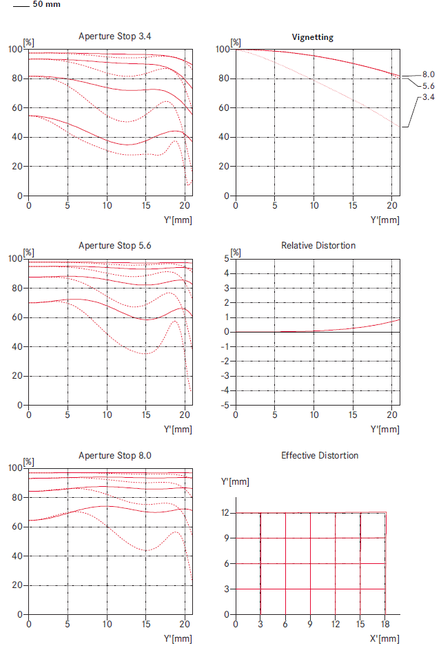 50 mm
Aperture Stop 3.4
[%]
100
80
60
40
20
0
0 5 10 15 20
Y'[mm]
Vignetting
[%]
100
80
60
40
20
0
8.0
5.6
3.4
0 5 10 15 20
Y'[mm]
Aperture Stop 5.6
[%]
100
80
60
40
20
0
0 5 10 15 20
Y'[mm]
Relative Distortion
[%]
5
4
3
2
1
0
-1
-2
-3
-4
-5
0 5 10 15 20
Y'[mm]
Aperture Stop 8.0
[%]
100
80
60
40
20
0
0 5 10 15 20
Y'[mm]
Effective Distortion
Y'[mm]
12
9
6
3
0
0 3 6 9 12 15 18
X'[mm]